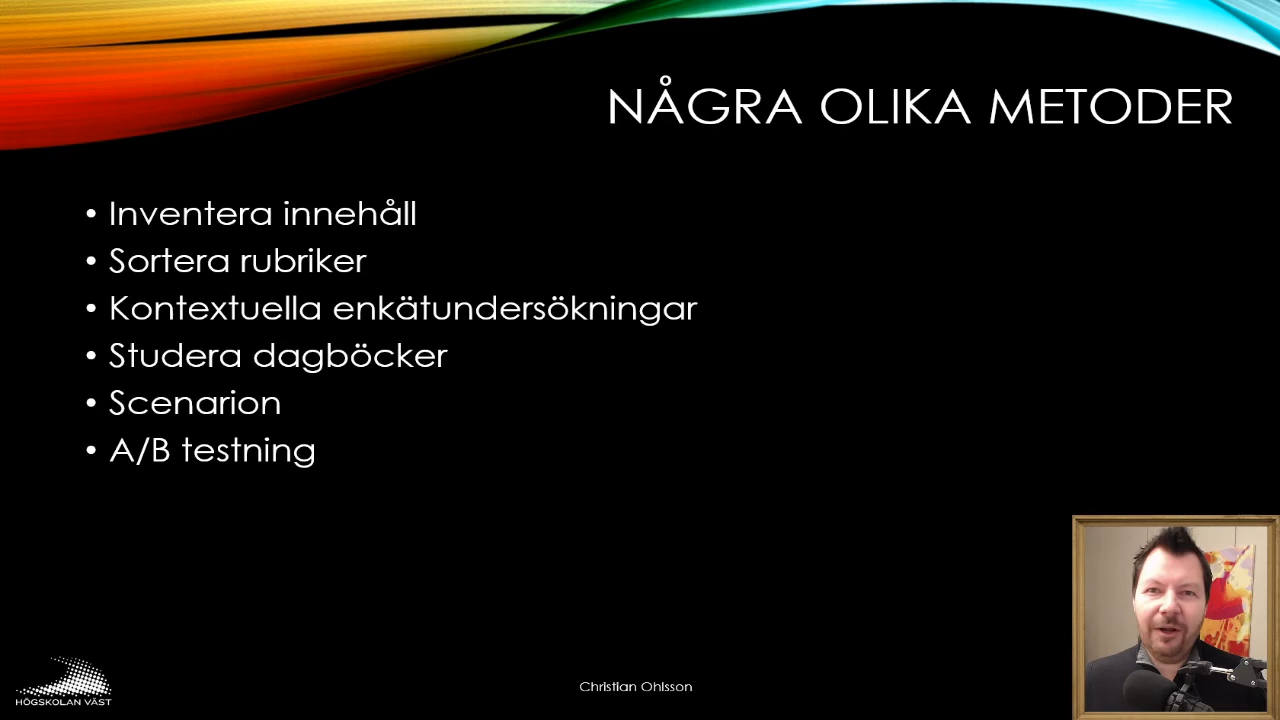 NÅGRA OLIKA METODER
• Inventera innehåll
• Sortera rubriker
• Kontextuella enkätundersökningar
• Studera dagböcker
• Scenarion
• A/B testning
HÖGSKOLAN VÄST
Christian Ohlsson